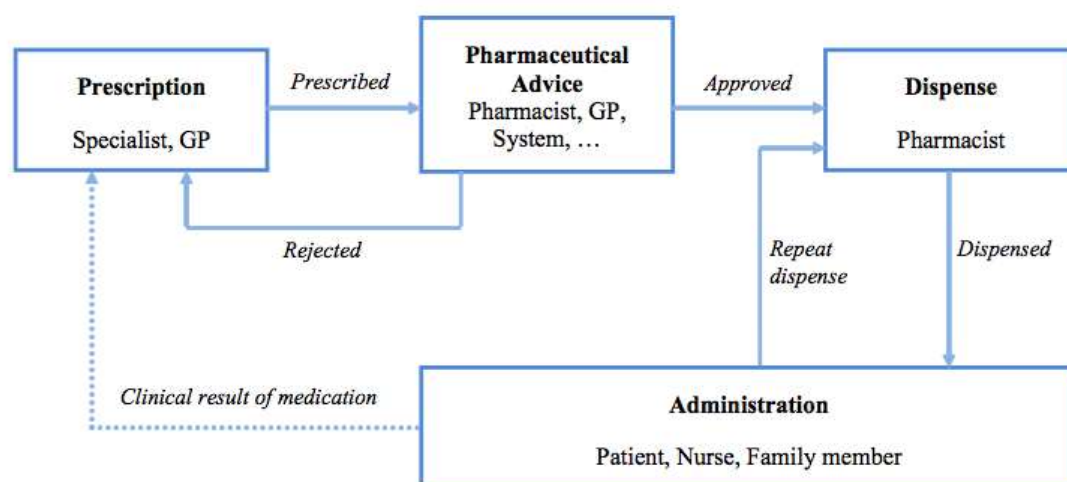 Prescription
Specialist, GP
Prescribed
Pharmaceutical
Advice
Pharmacist, GP,
System, …
Approved
Dispense
Pharmacist
Rejected
Repeat
dispense
Dispensed
Clinical result of medication
Administration
Patient, Nurse, Family member